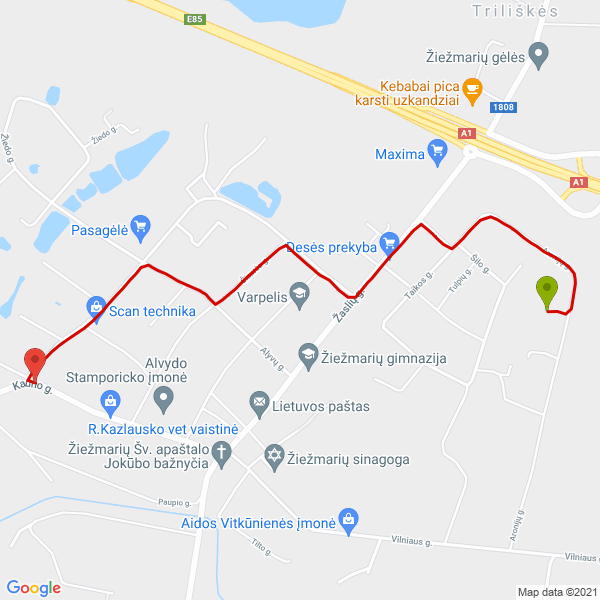 Triliškės
E85
Žiežmarių gėlės
Kebabai pica
karsti uzkandziai
1808
A1
Žiedo g.
Žiedo g.
Maxima
A1
Pasagėlė
Desės prekyba
Šilo g.
Tulpių g.
Taikos g.
Varpelis
Scan technika
Žaslių g.
Alyvų g.
Žiežmarių gimnazija
Alvydo
Stamporicko įmonė
Kauno g.
Lietuvos paštas
R.Kazlausko vet vaistinė
Žiežmarių Šv. apaštalo
Jokūbo bažnyčia
Žiežmarių sinagoga
Paupio g.
Aidos Vitkūnienės įmonė
Aronijų g.
Vilniaus g.
Tilto g.
Vilniaus g.
Google
Map data ©2021